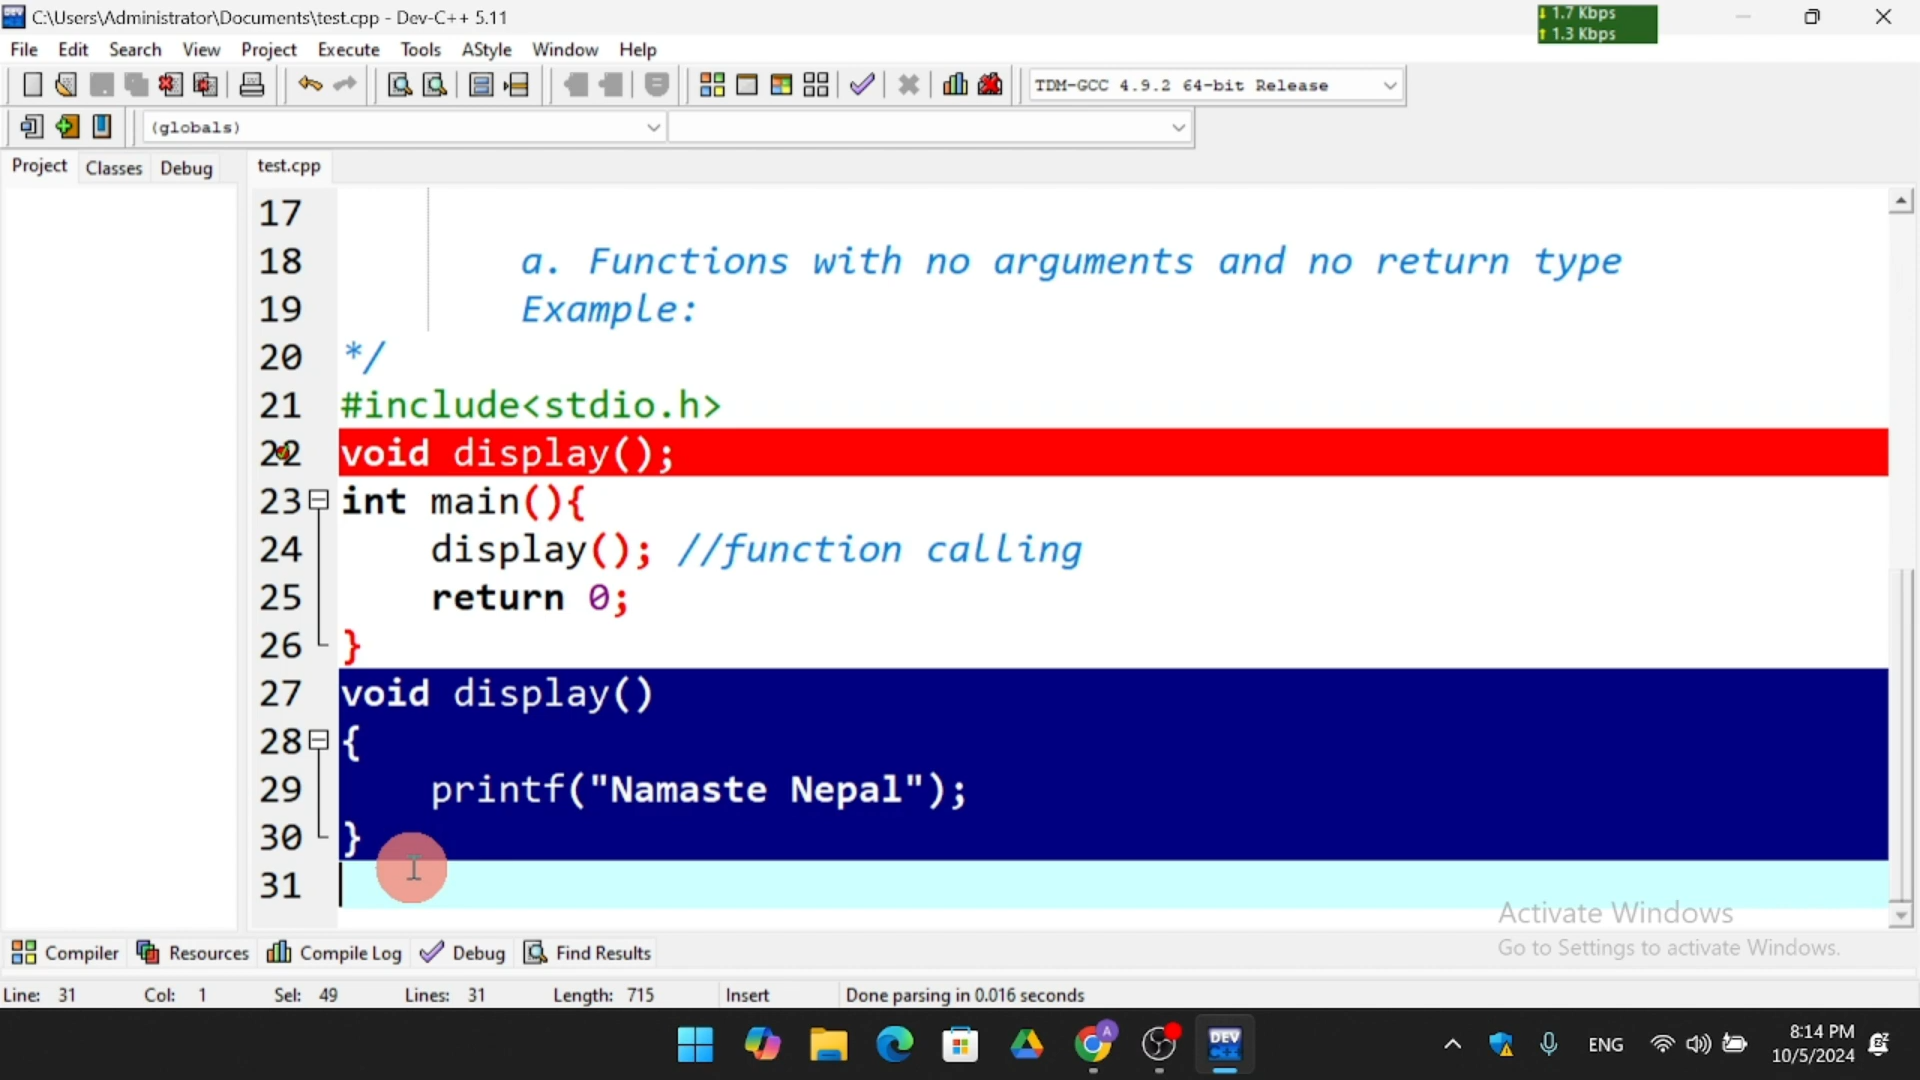 C:\Users\Administrator\Documents\test.cpp - Dev-C++ 5.11
1.7 Kbps
1.3 Kbps
File Edit Search View Project Execute Tools AStyle Window Help
TDM-GCC 4.9.2 64-bit Release
(globals)
Project Classes Debug test.cpp
17
18 a. Functions with no arguments and no return type
19 Example:
20 */
21 #include<stdio.h>
22 void display();
23 int main(){
24 display(); //function calling
25 return 0;
26 }
27 void display()
28 {
29 printf("Namaste Nepal");
30 }
31
Activate Windows
Go to Settings to activate Windows.
Compiler Resources Compile Log Debug Find Results
Line: 31 Col: 1 Sel: 49 Lines: 31 Length: 715 Insert Done parsing in 0.016 seconds
DEV
A
DEV C++
ENG
8:14 PM
10/5/2024